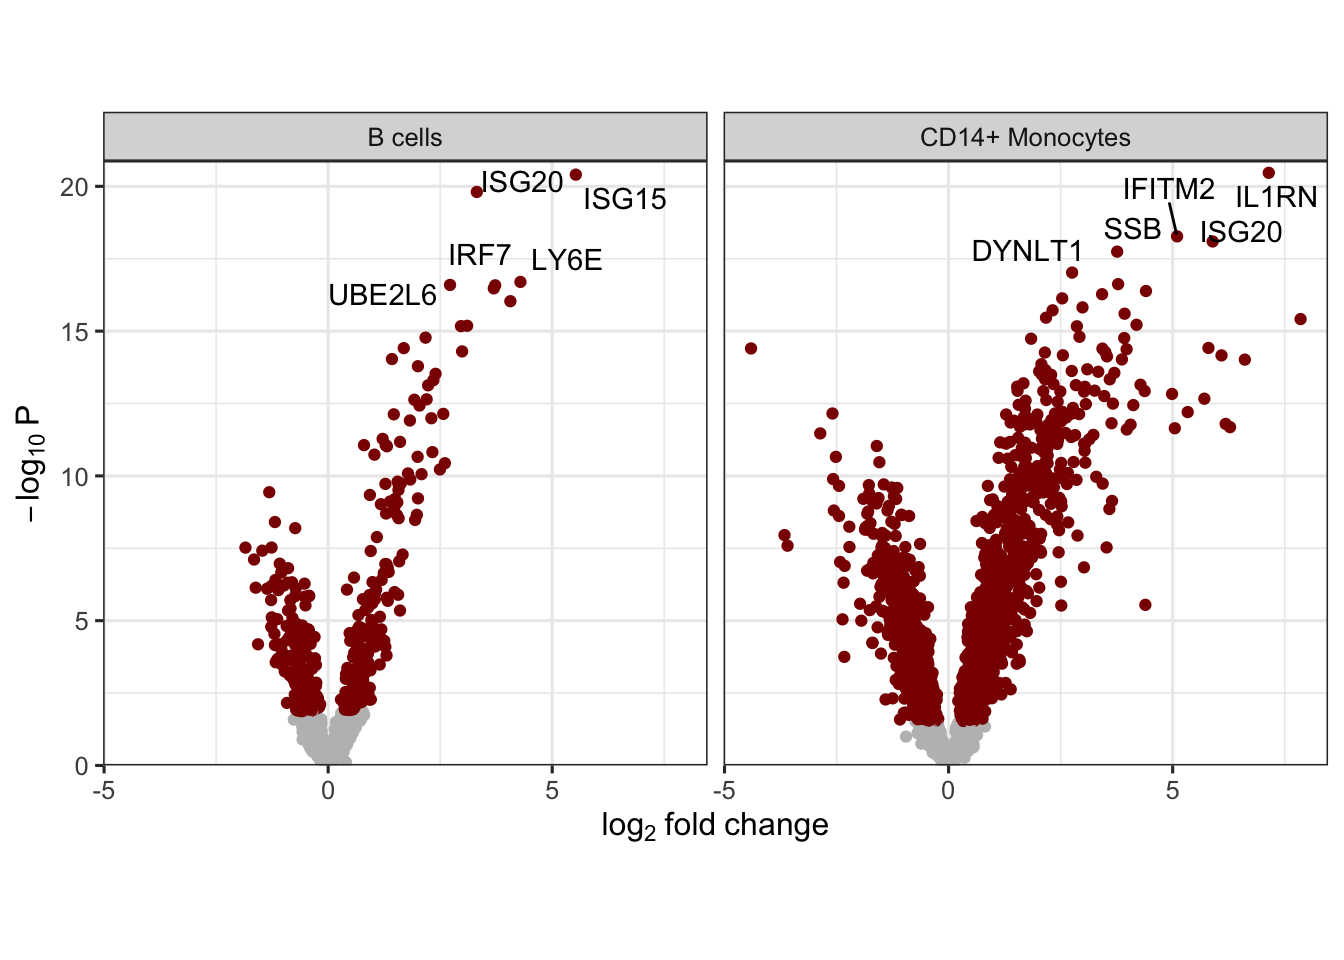 B cells
CD14+ Monocytes
20
15
10
5
0
−log10 P
ISG20
ISG15
IRF7
LY6E
UBE2L6
IFITM2
IL1RN
SSB
ISG20
DYNLT1
-5
0
5
-5
0
5
log2 fold change